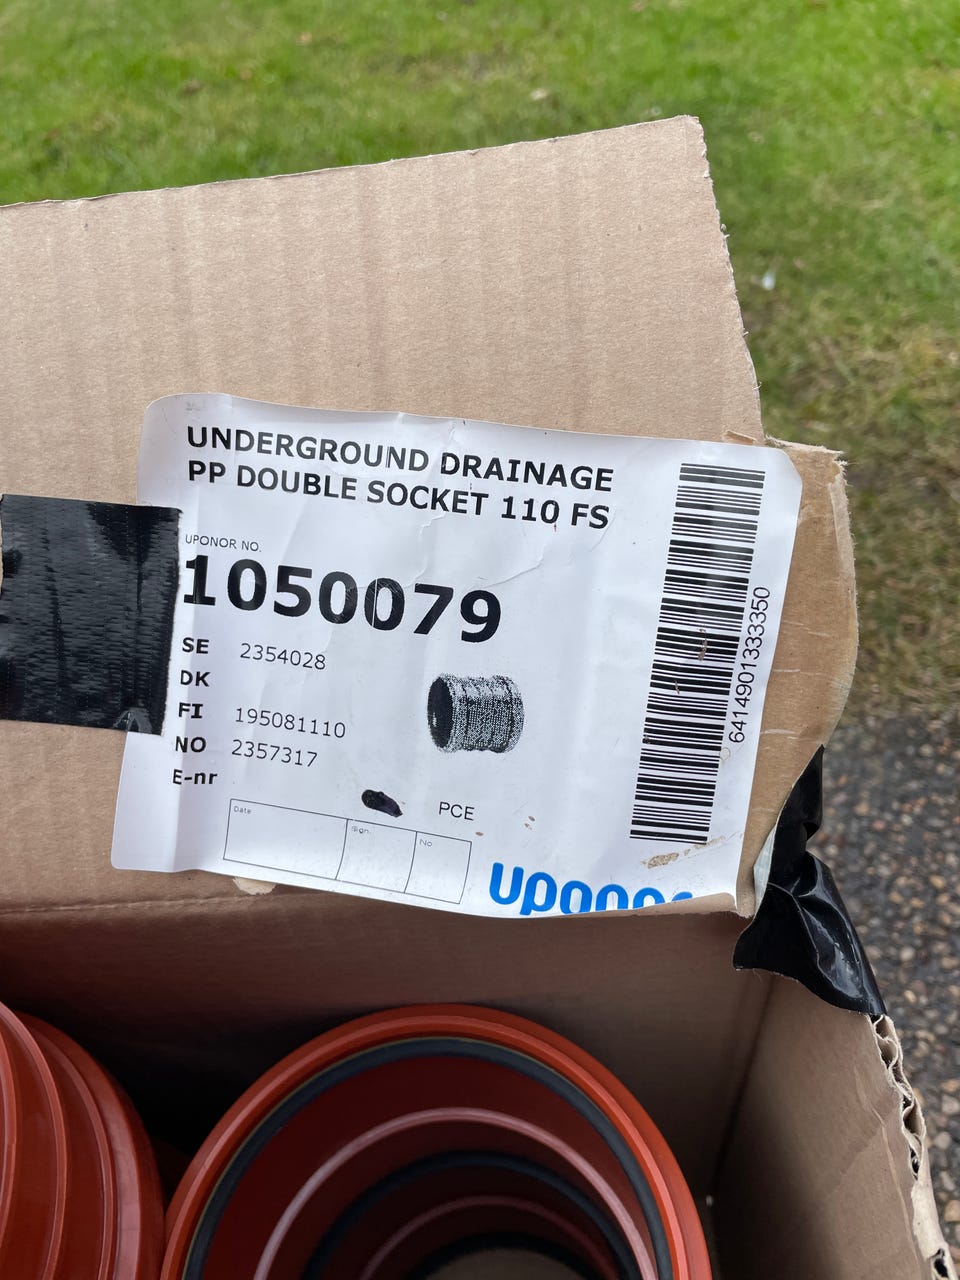 UNDERGROUND DRAINAGE
PP DOUBLE SOCKET 110 FS
UPONOR NO.
1050079
SE 2354028
DK
FI 195081110
NO 2357317
E-nr
PCE
Date
Sign.
No
uponor
6414901333350